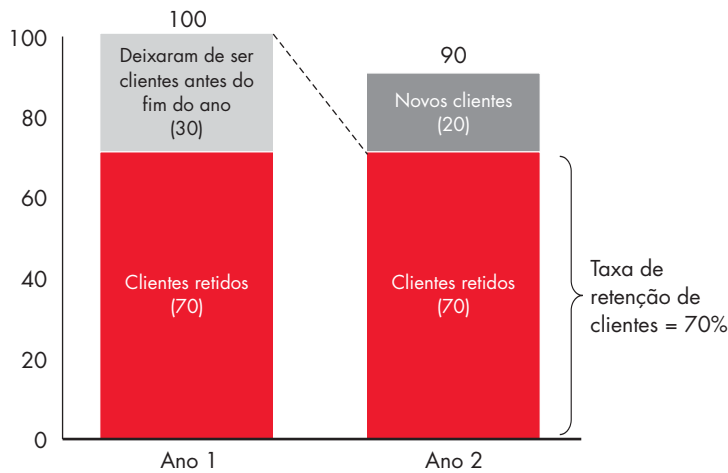 100
80
60
40
20
0
100
Deixaram de ser
clientes antes do
fim do ano
(30)
Clientes retidos
(70)
Ano 1
90
Novos clientes
(20)
Clientes retidos
(70)
Ano 2
Taxa de
retenção de
clientes = 70%